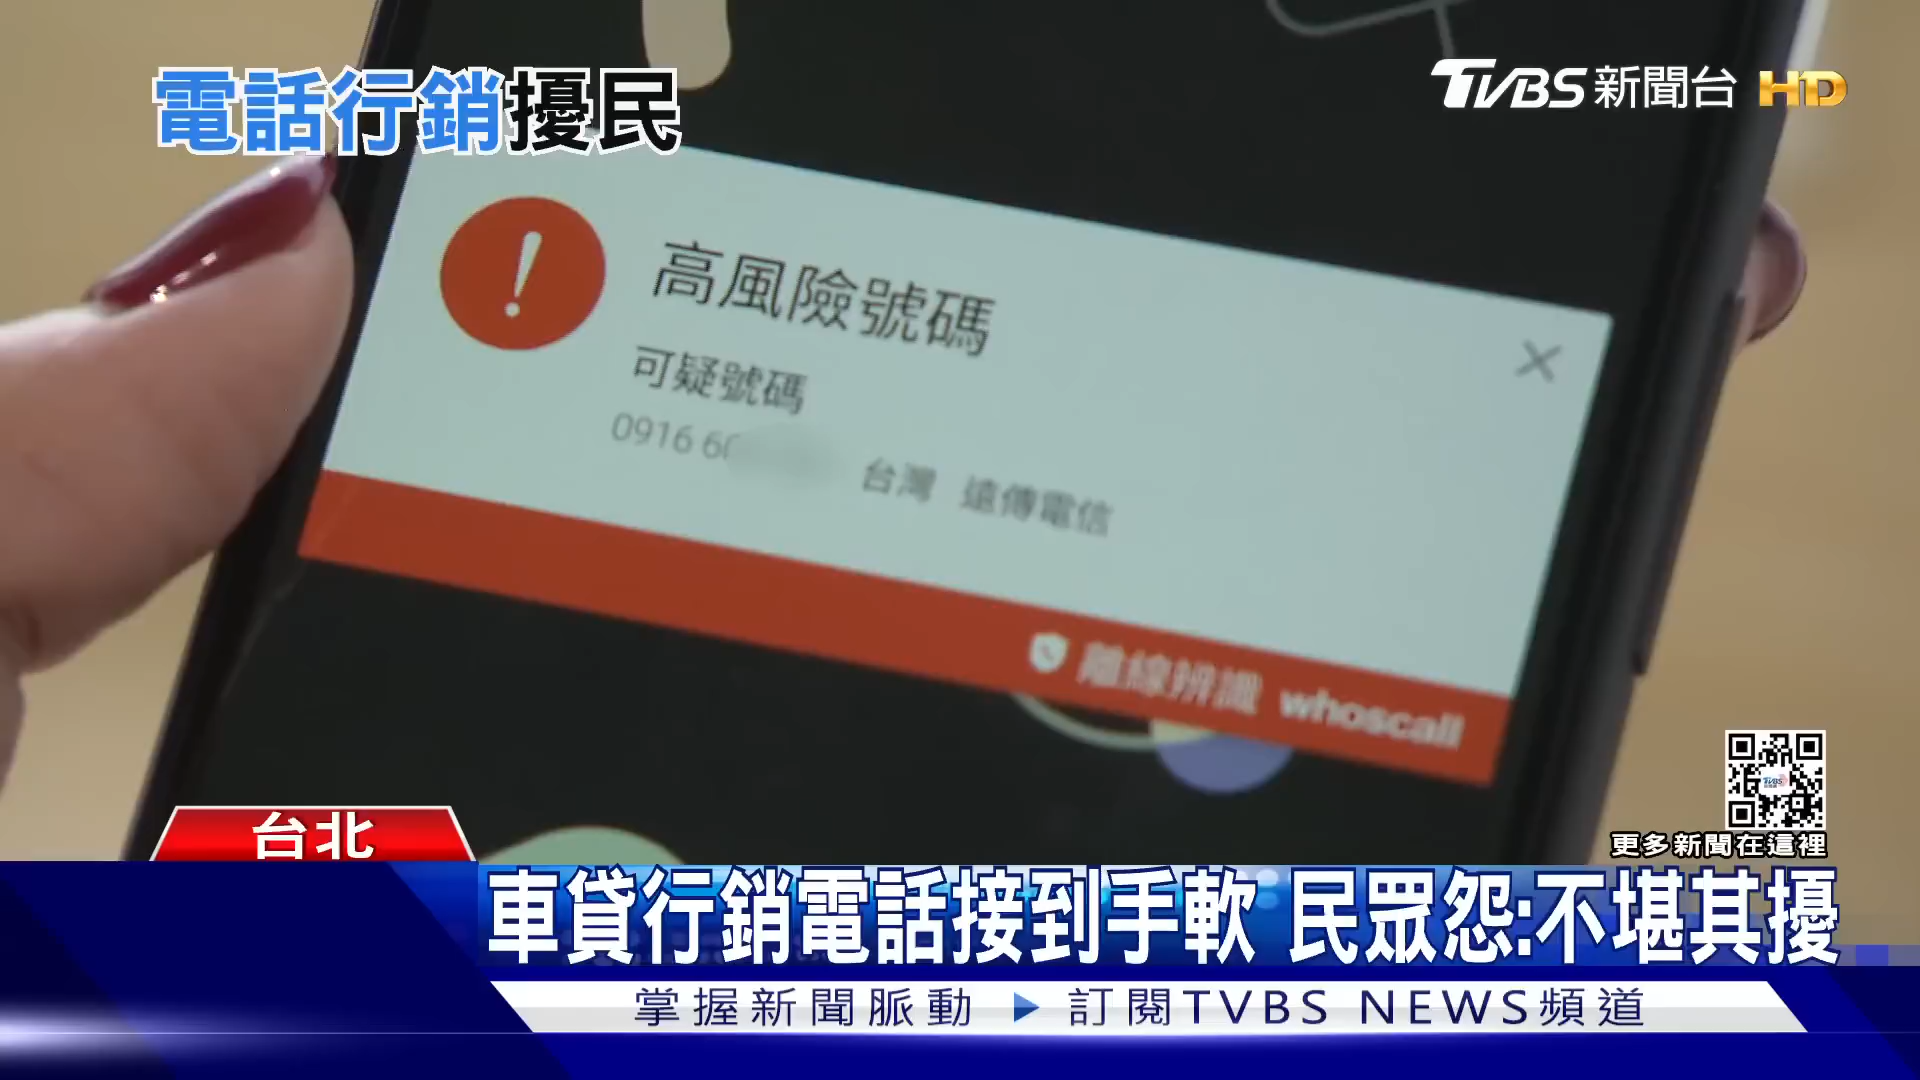 電話行銷擾民
TVBS新聞台 HD
高風險號碼
可疑號碼
0916 60 台灣 遠傳電信
離線辨識 whoscall
更多新聞在這裡
台北
車貸行銷電話接到手軟 民眾怨:不堪其擾
掌握新聞脈動 訂閱TVBS NEWS頻道